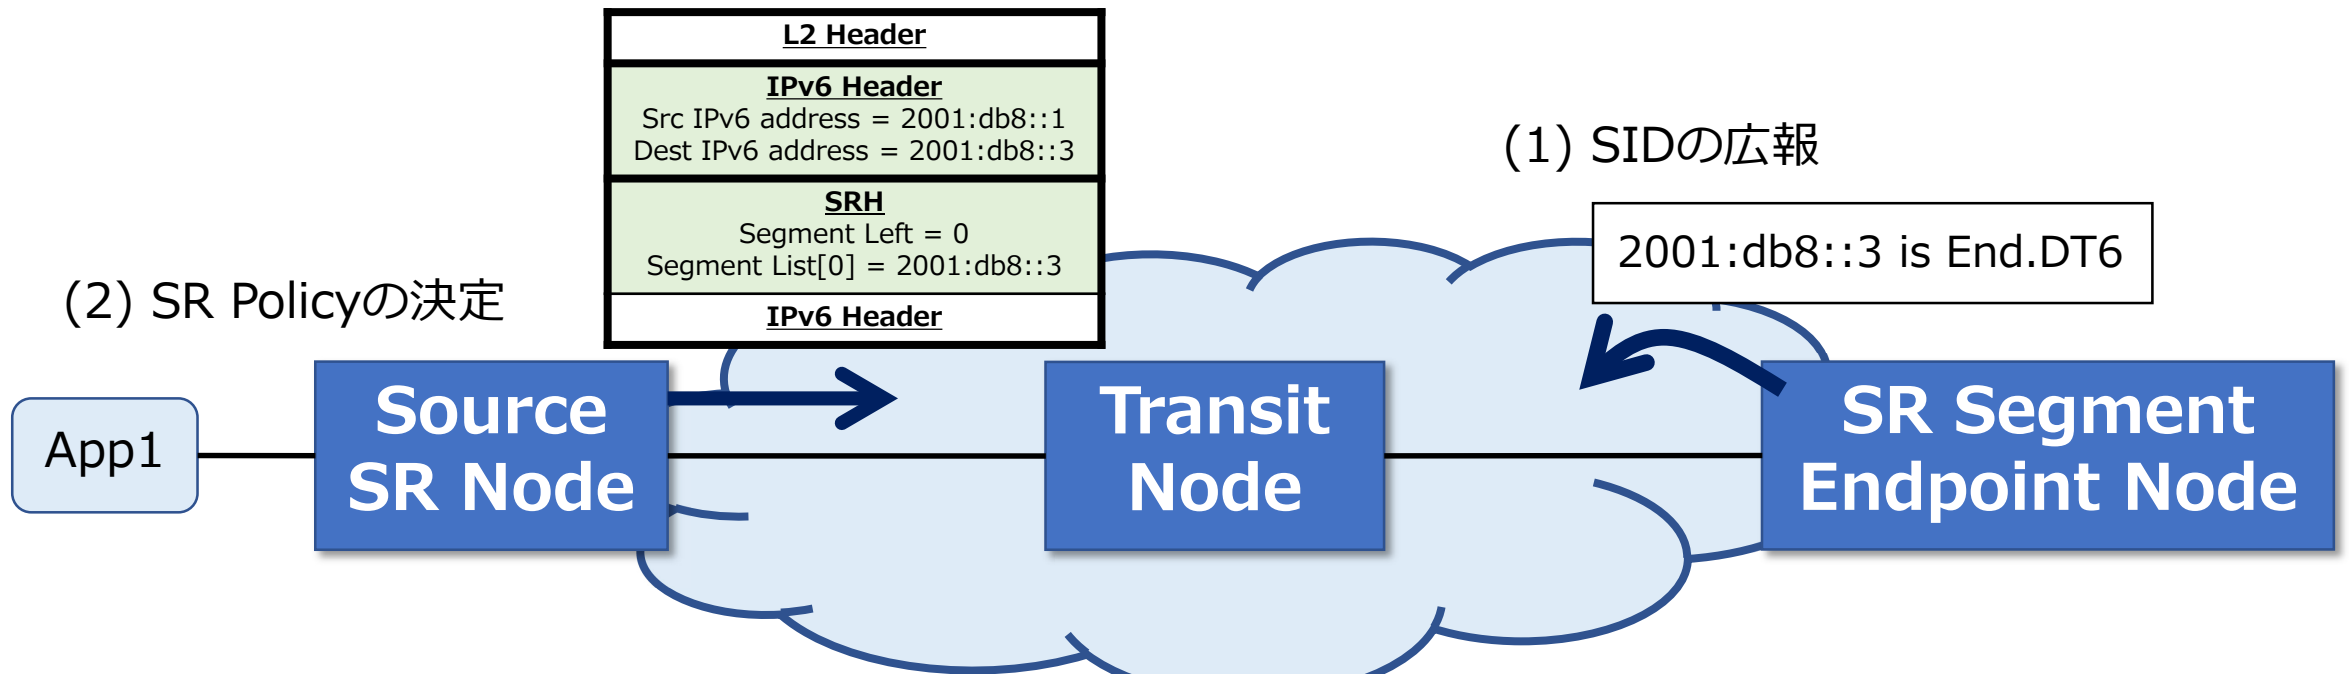 L2 Header
IPv6 Header
Src IPv6 address = 2001:db8::1
Dest IPv6 address = 2001:db8::3
SRH
Segment Left = 0
Segment List[0] = 2001:db8::3
IPv6 Header
(1) SIDの広報
2001:db8::3 is End.DT6
(2) SR Policyの決定
App1
Source
SR Node
Transit
Node
SR Segment
Endpoint Node